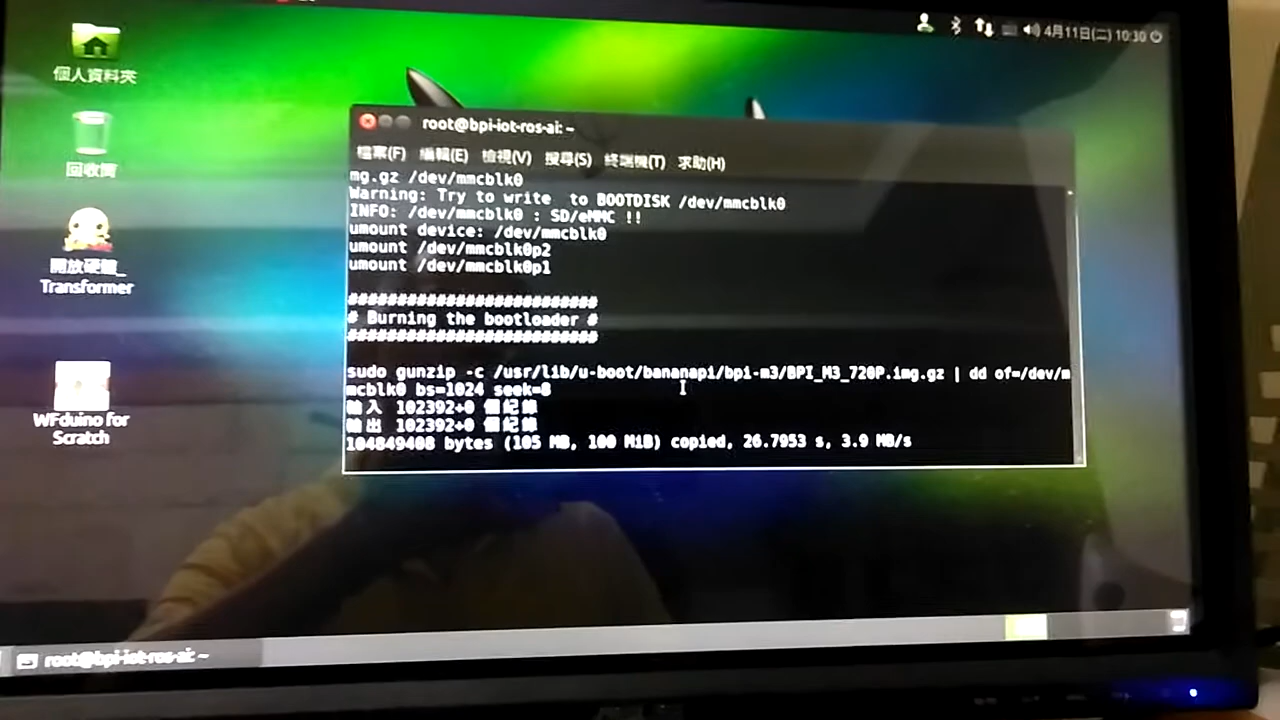 4月11日(二) 10:30
個人資料夾
回收筒
開放硬體_
Transformer
WFduino for
Scratch
root@bpi-iot-ros-ai: ~
檔案(F) 編輯(E) 檢視(V) 搜尋(S) 終端機(T) 求助(H)
mg.gz /dev/mmcblk0
Warning: Try to write  to BOOTDISK /dev/mmcblk0
INFO: /dev/mmcblk0 : SD/eMMC !!
umount device: /dev/mmcblk0
umount /dev/mmcblk0p2
umount /dev/mmcblk0p1
##########################
# Burning the bootloader #
##########################
sudo gunzip -c /usr/lib/u-boot/bananapi/bpi-m3/BPI_M3_720P.img.gz | dd of=/dev/m
mcblk0 bs=1024 seek=8
輸入 102392+0 個紀錄
輸出 102392+0 個紀錄
104849408 bytes (105 MB, 100 MiB) copied, 26.7953 s, 3.9 MB/s
root@bpi-iot-ros-ai: ~